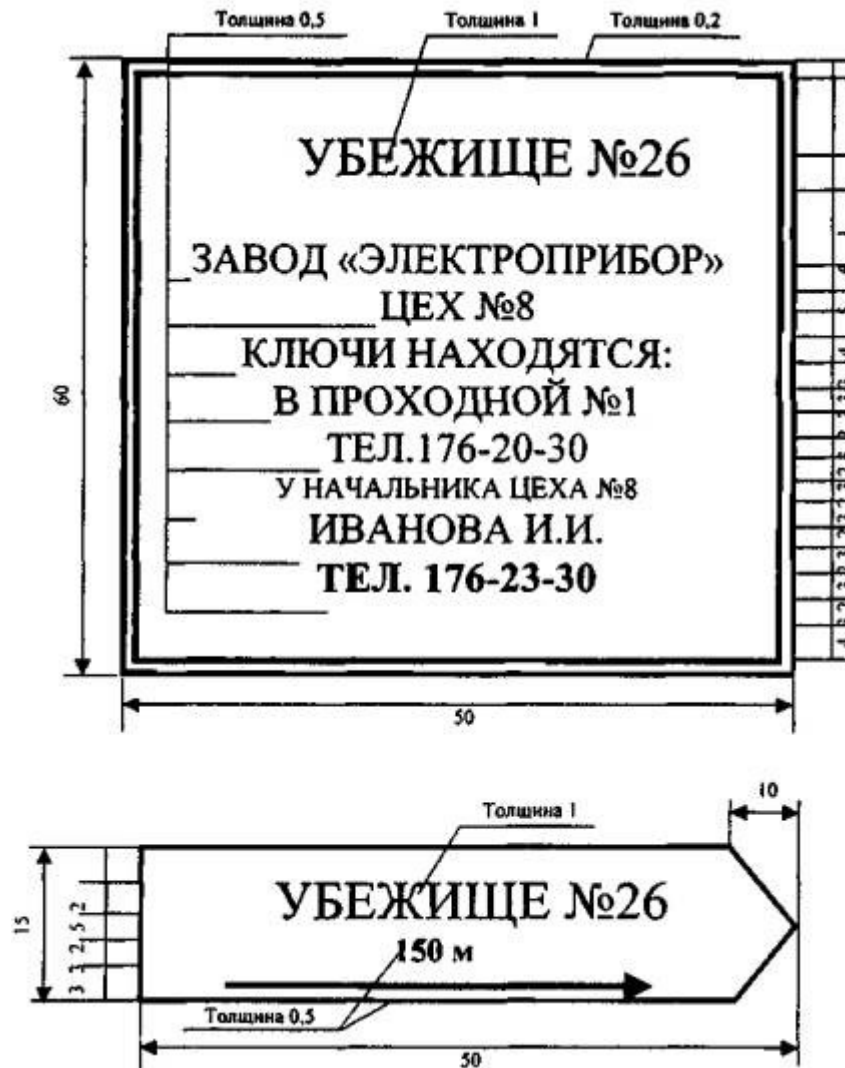 Толщина 0,5 Толщина 1 Толщина 0,2
УБЕЖИЩЕ №26
ЗАВОД «ЭЛЕКТРОПРИБОР»
ЦЕХ №8
КЛЮЧИ НАХОДЯТСЯ:
В ПРОХОДНОЙ №1
ТЕЛ.176-20-30
У НАЧАЛЬНИКА ЦЕХА №8
ИВАНОВА И.И.
ТЕЛ. 176-23-30
60
50
10
Толщина 1
УБЕЖИЩЕ №26
150 м
15
Толщина 0,5
50